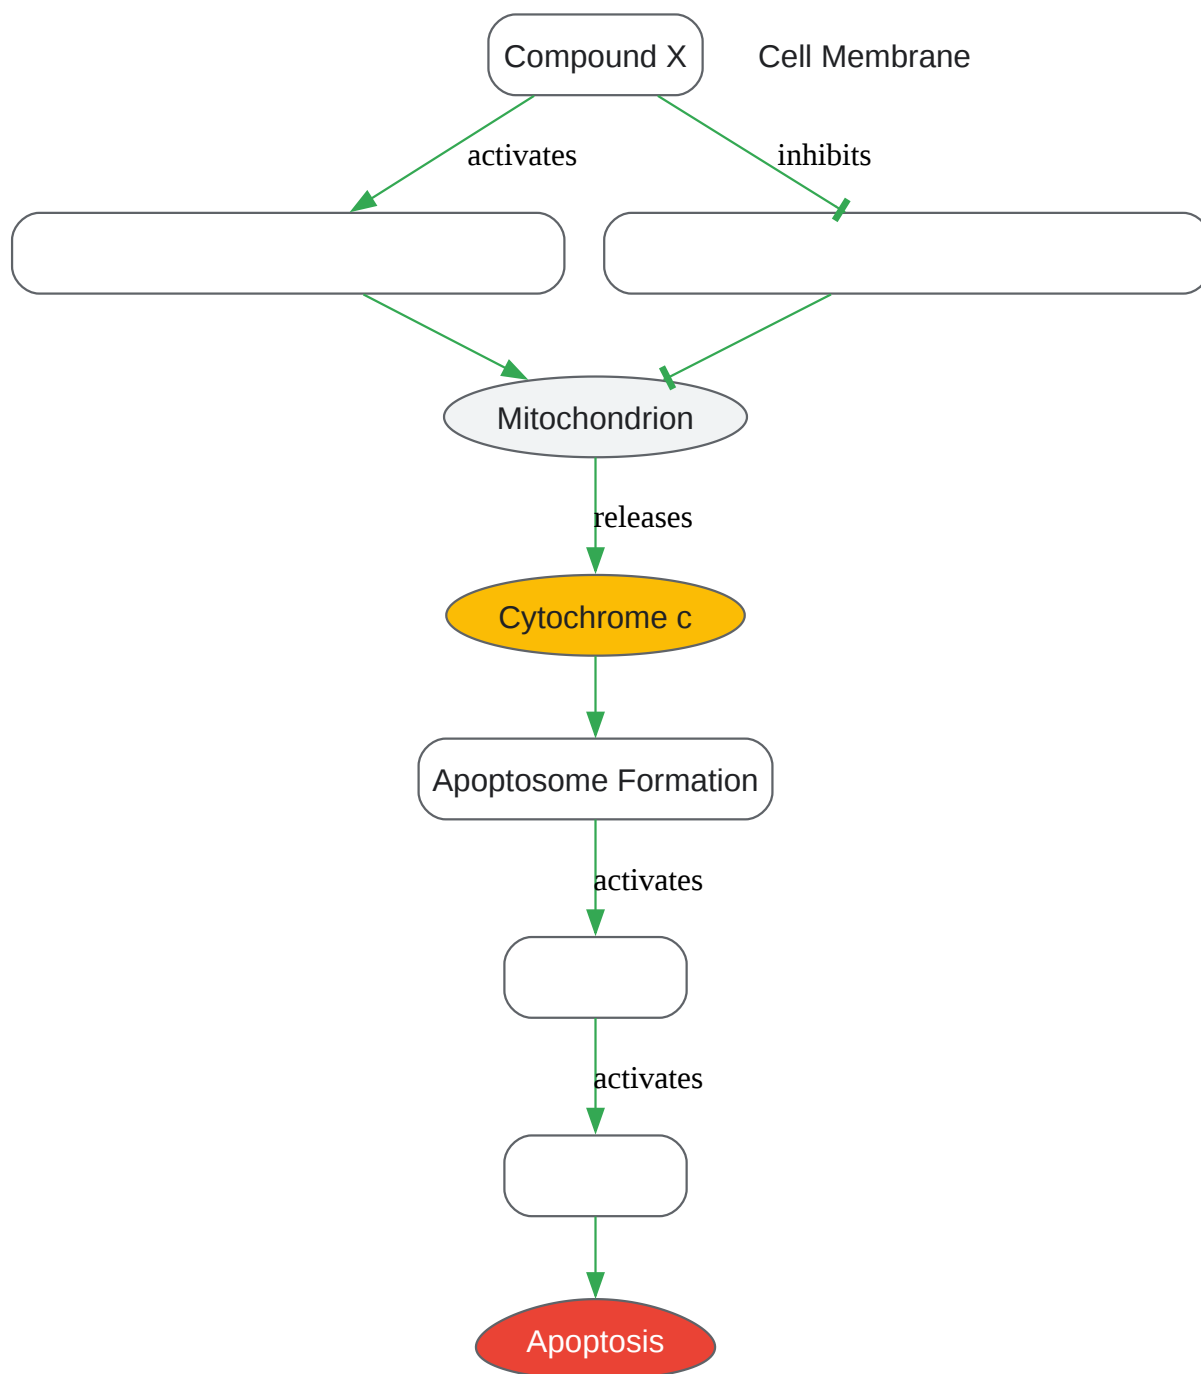 Compound X
Cell Membrane
activates
inhibits
Mitochondrion
releases
Cytochrome c
Apoptosome Formation
activates
activates
Apoptosis